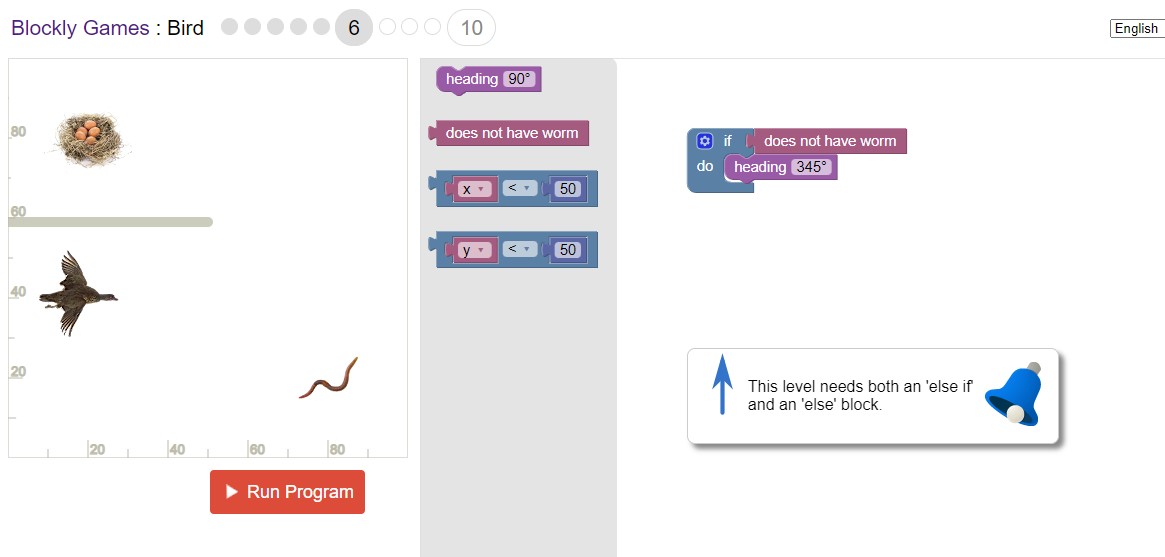 Blockly Games : Bird 6 10
English
80
60
40
20
20 40 60 80
Run Program
heading 90°
does not have worm
x < 50
y < 50
if does not have worm
do heading 345°
This level needs both an 'else if'
and an 'else' block.